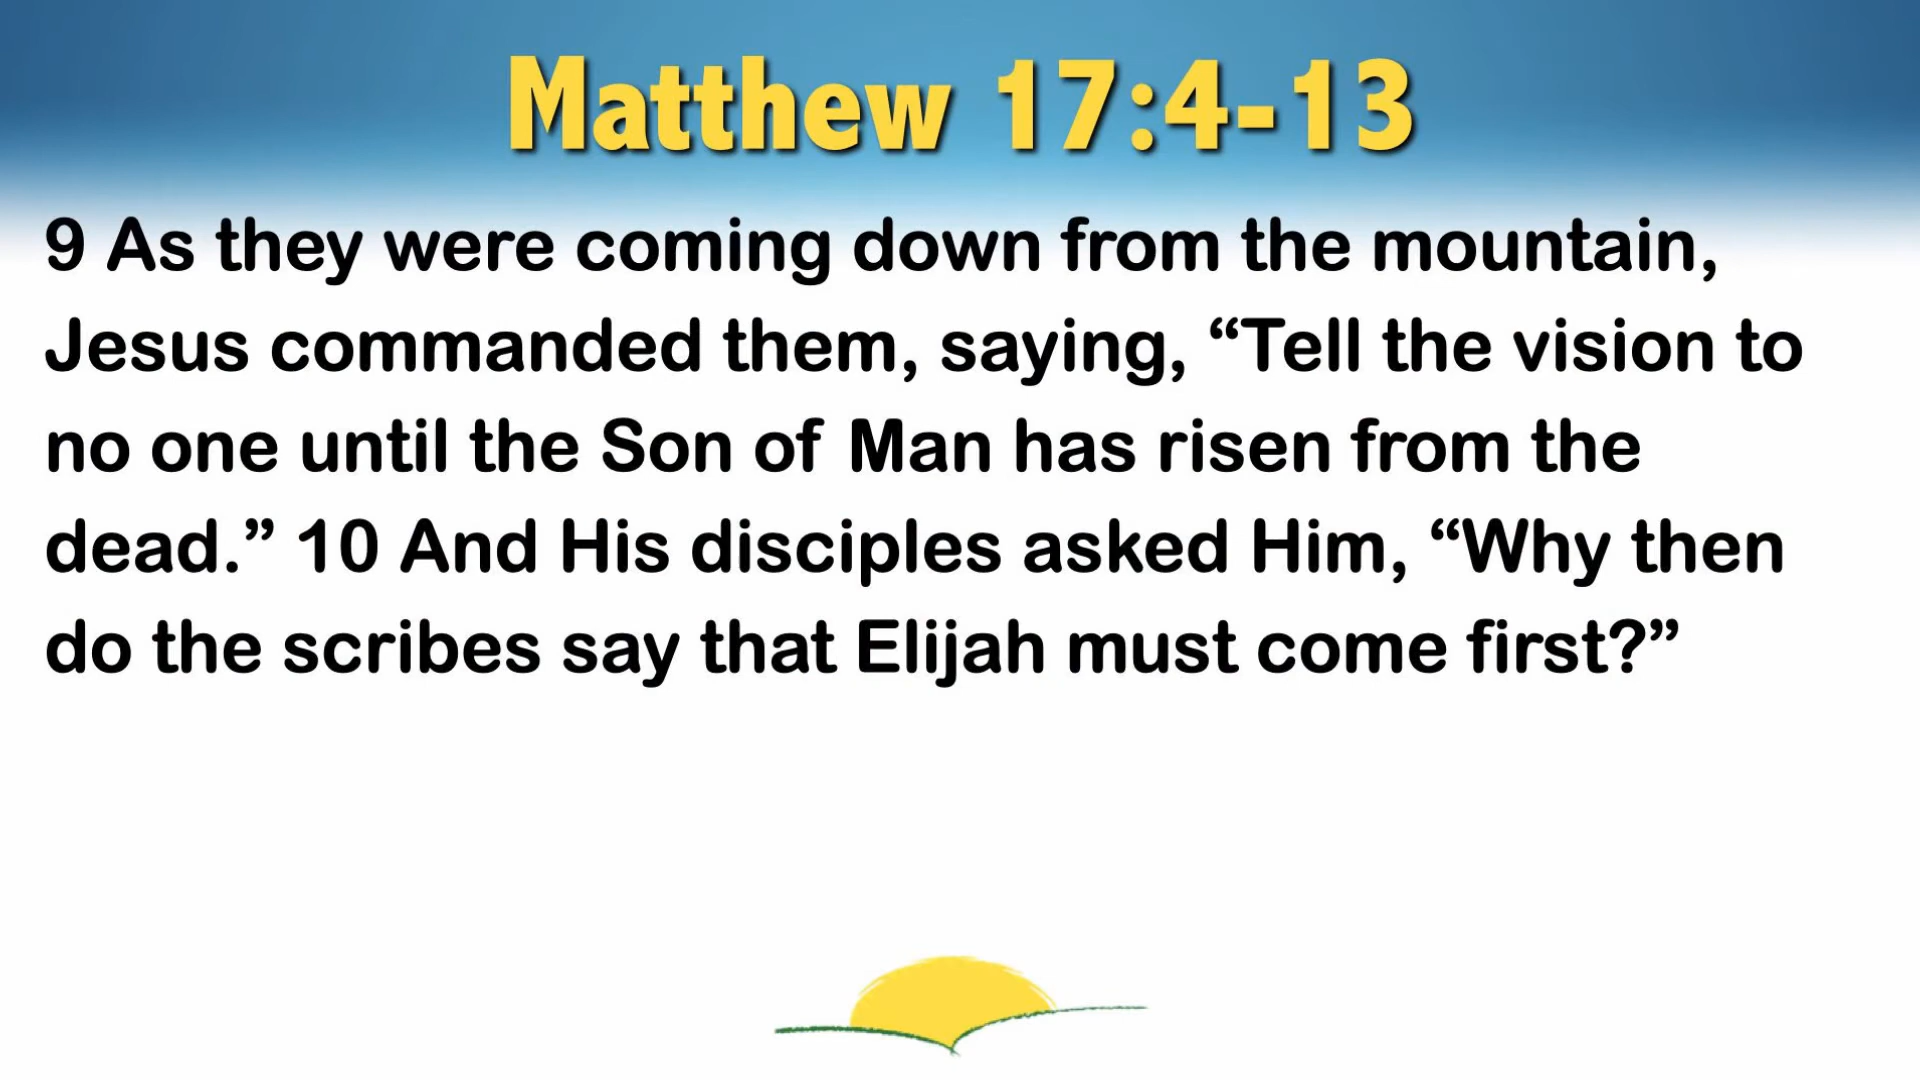 Matthew 17:4-13
9 As they were coming down from the mountain,
Jesus commanded them, saying, “Tell the vision to
no one until the Son of Man has risen from the
dead.” 10 And His disciples asked Him, “Why then
do the scribes say that Elijah must come first?”